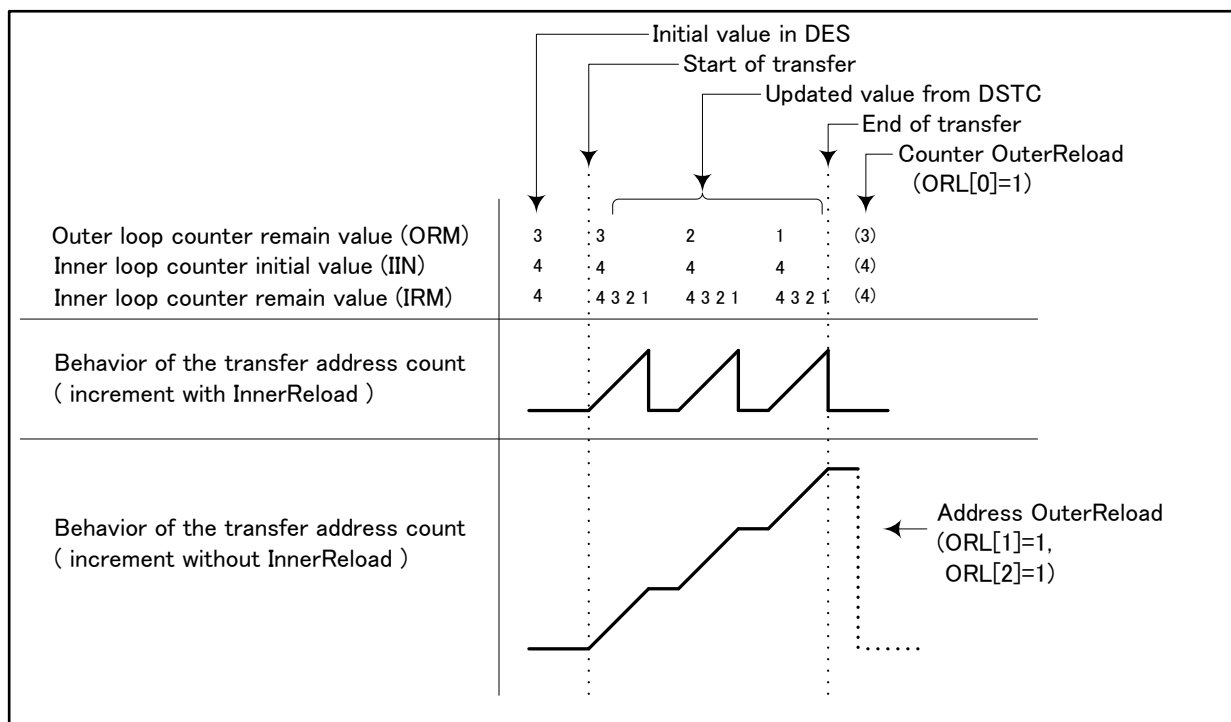 Initial value in DES
Start of transfer
Updated value from DSTC
End of transfer
Counter OuterReload
(ORL[0]=1)
Outer loop counter remain value (ORM) 3 3 2 1 (3)
Inner loop counter initial value (IIN) 4 4 4 4 (4)
Inner loop counter remain value (IRM) 4 4 3 2 1 4 3 2 1 4 3 2 1 (4)
Behavior of the transfer address count
( increment with InnerReload )
Behavior of the transfer address count
( increment without InnerReload )
Address OuterReload
(ORL[1]=1,
ORL[2]=1)